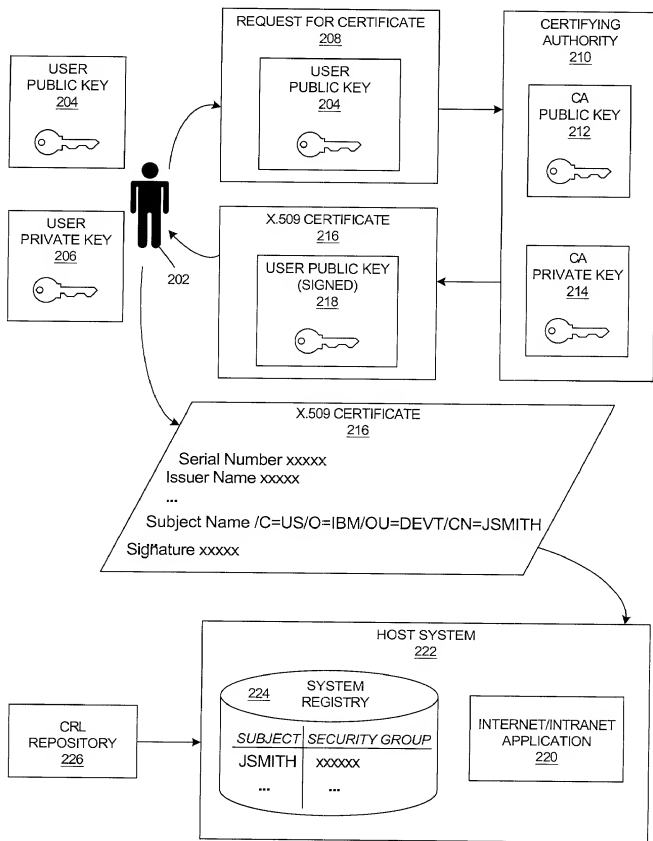 REQUEST FOR CERTIFICATE
208
USER
PUBLIC KEY
204
CERTIFYING
AUTHORITY
210
CA
PUBLIC KEY
212
USER
PUBLIC KEY
204
USER
PRIVATE KEY
206
202
X.509 CERTIFICATE
216
USER PUBLIC KEY
(SIGNED)
218
CA
PRIVATE KEY
214
X.509 CERTIFICATE
216
Serial Number xxxxx
Issuer Name xxxxx
...
Subject Name /C=US/O=IBM/OU=DEVT/CN=JSMITH
Signature xxxxx
HOST SYSTEM
222
224 SYSTEM
REGISTRY
SUBJECT SECURITY GROUP
JSMITH xxxxxx
... ...
INTERNET/INTRANET
APPLICATION
220
CRL
REPOSITORY
226